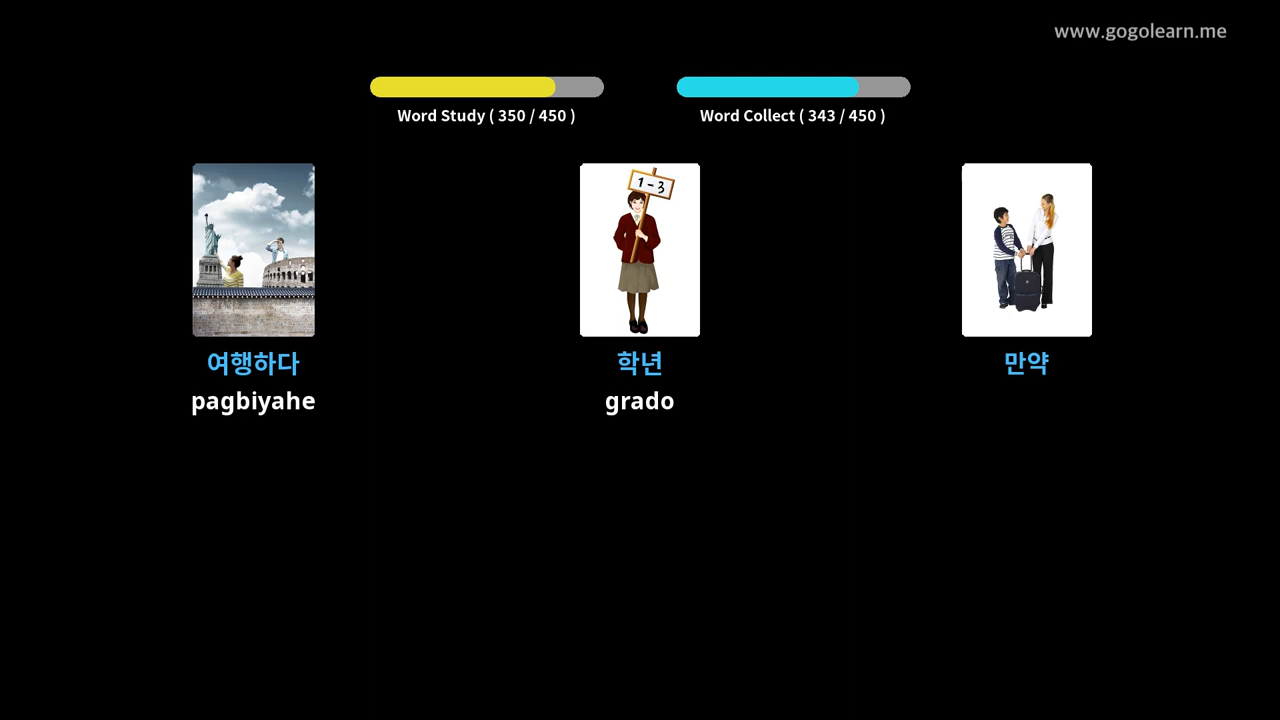 www.gogolearn.me
Word Study ( 350 / 450 )
Word Collect ( 343 / 450 )
1 - 3
여행하다
학년
만약
pagbiyahe
grado